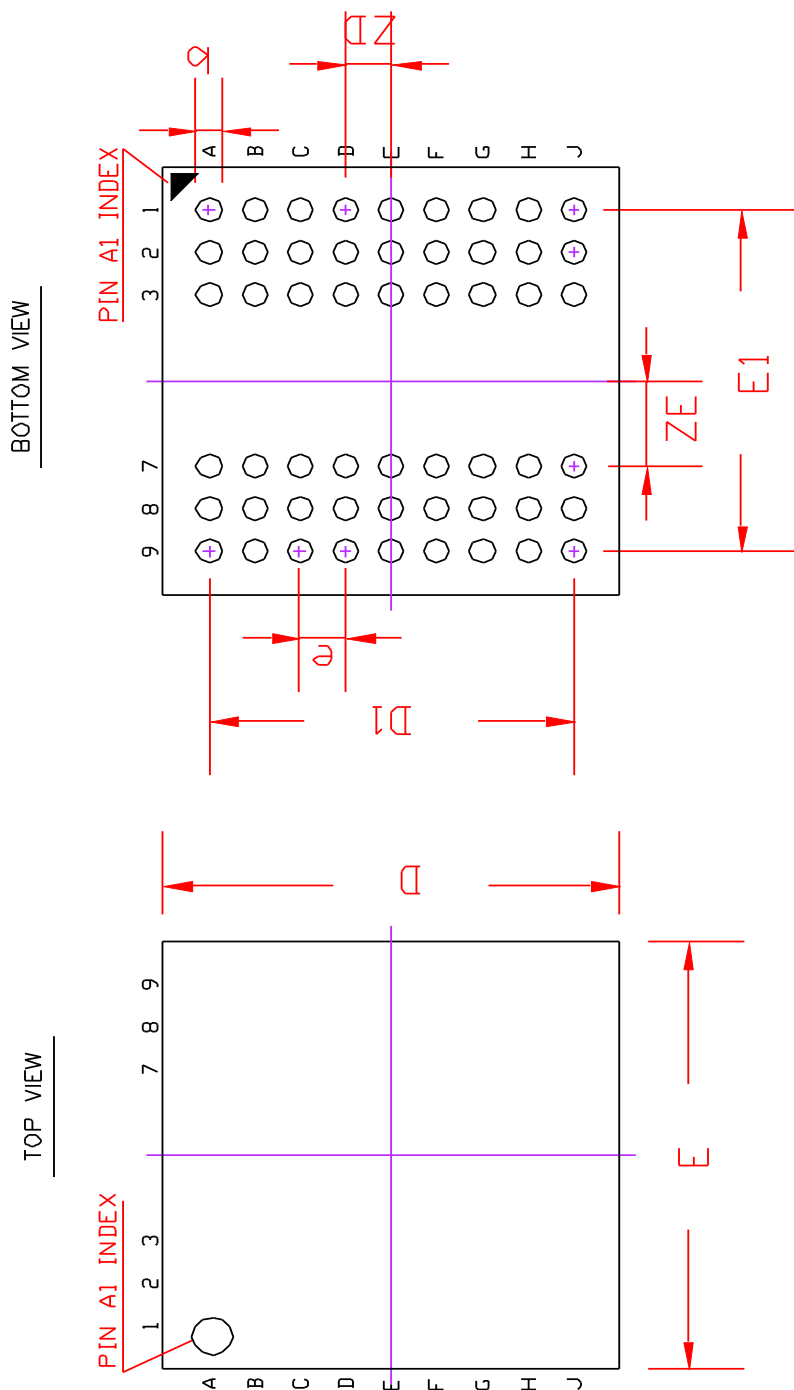 BOTTOM VIEW
PIN A1 INDEX
b
ZD
A B C D E F G H J
1
2
3
7
8
9
E1
ZE
e
D1
TOP VIEW
PIN A1 INDEX
D
9
8
7
3
2
1
E
A B C D E F G H J